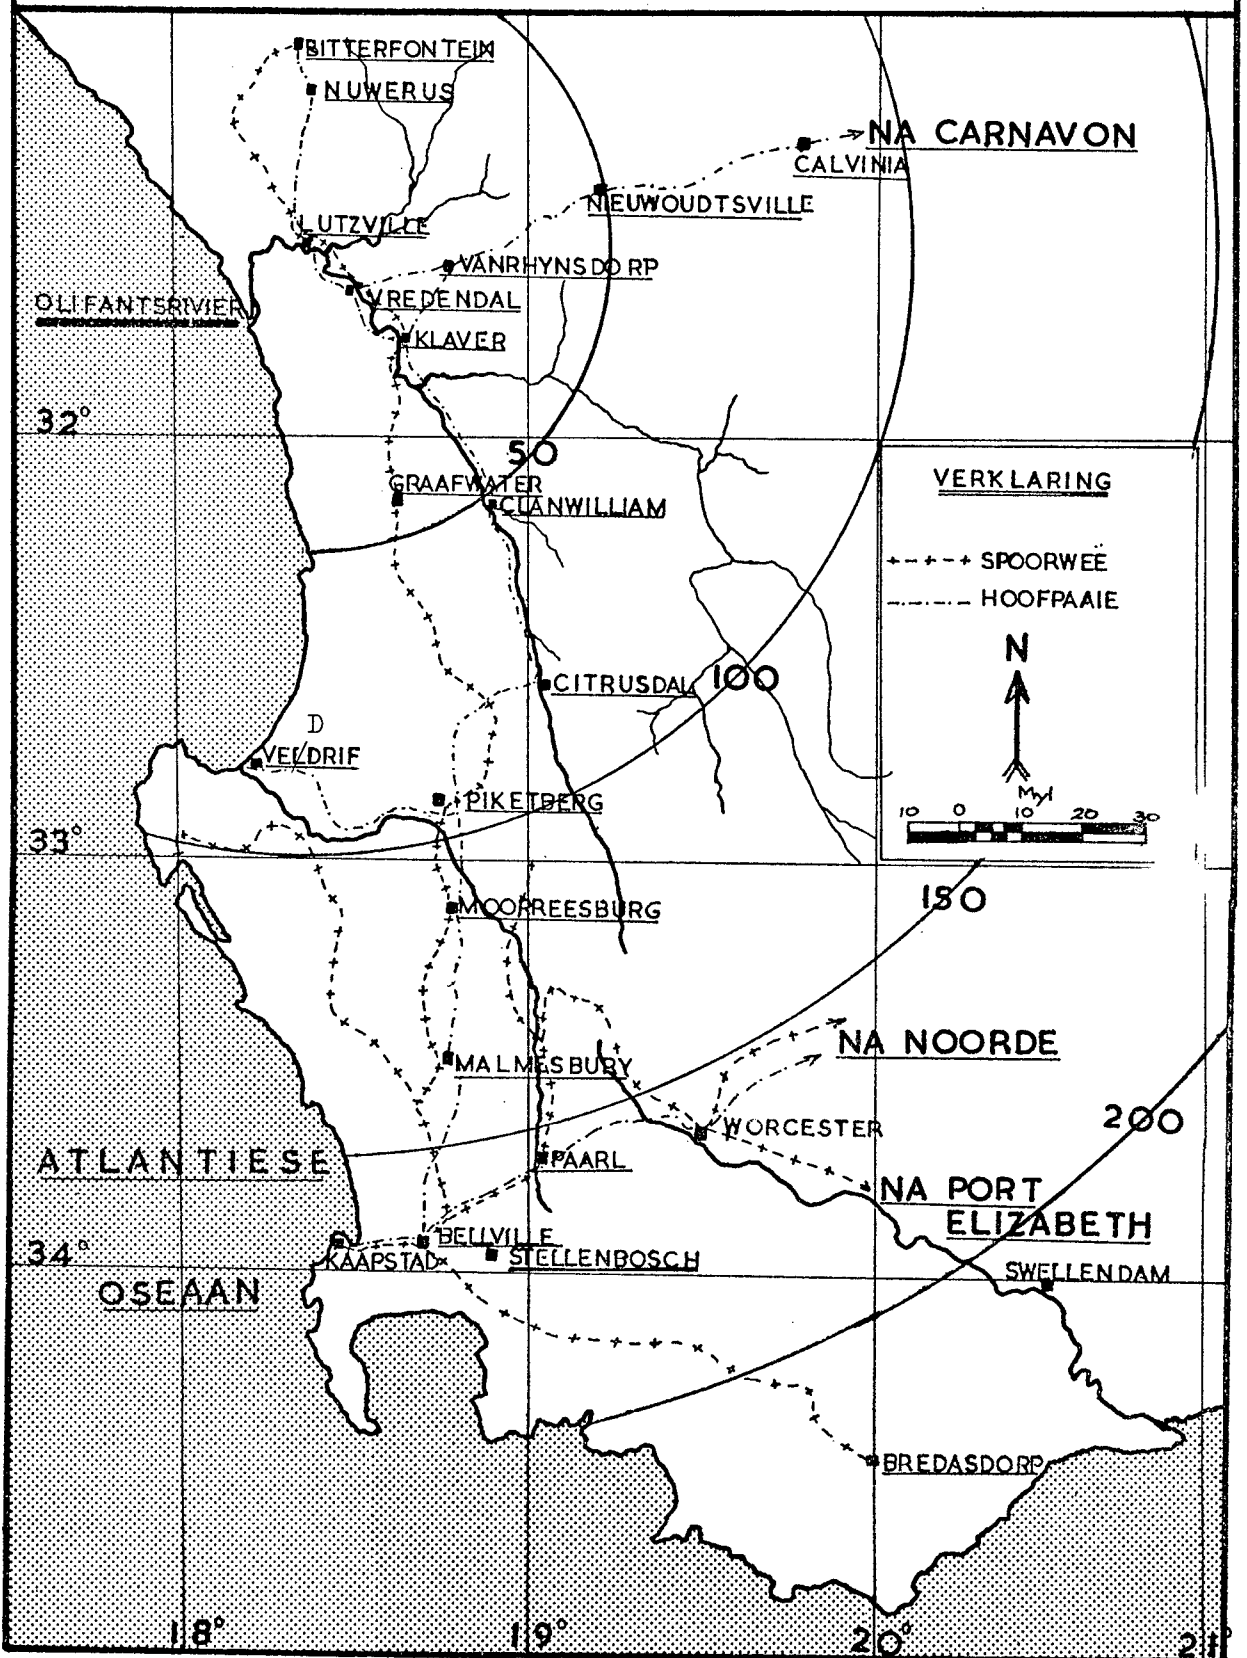 BITTERFONTEIN
NUWERUS
NA CARNAVON
CALVINIA
NIEUWOUDTSVILLE
LUTZVILLE
VANRHYNSDORP
OLIFANTSRIVIER
VREDENDAL
KLAVER
32°
50
GRAAFWATER
CLANWILLIAM
VERKLARING
SPOORWEË
HOOFPAAIE
N
CITRUSDAL
100
D
VELDRIF
Myl
10 0 10 20 30
PIKETBERG
33°
150
MOORREESBURG
NA NOORDE
MALMESBURY
200
WORCESTER
ATLANTIESE
PAARL
NA PORT
ELIZABETH
BELLVILLE
34°
KAAPSTAD
STELLENBOSCH
SWELLENDAM
OSEAAN
BREDASDORP
18° 19° 20° 21°